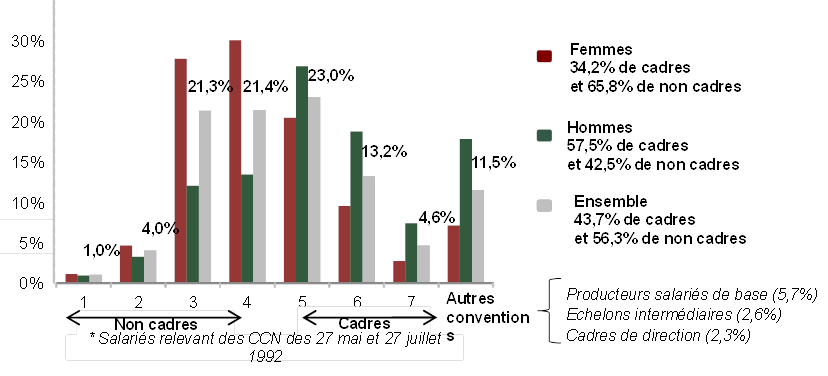 30%
25%
20%
15%
10%
5%
0%
1,0%
4,0%
21,3%
21,4%
23,0%
13,2%
4,6%
11,5%
1
2
3
4
5
6
7
Autres
convention
s
Non cadres
Cadres
* Salariés relevant des CCN des 27 mai et 27 juillet
1992
Femmes
34,2% de cadres
et 65,8% de non cadres
Hommes
57,5% de cadres
et 42,5% de non cadres
Ensemble
43,7% de cadres
et 56,3% de non cadres
Producteurs salariés de base (5,7%)
Echelons intermédiaires (2,6%)
Cadres de direction (2,3%)